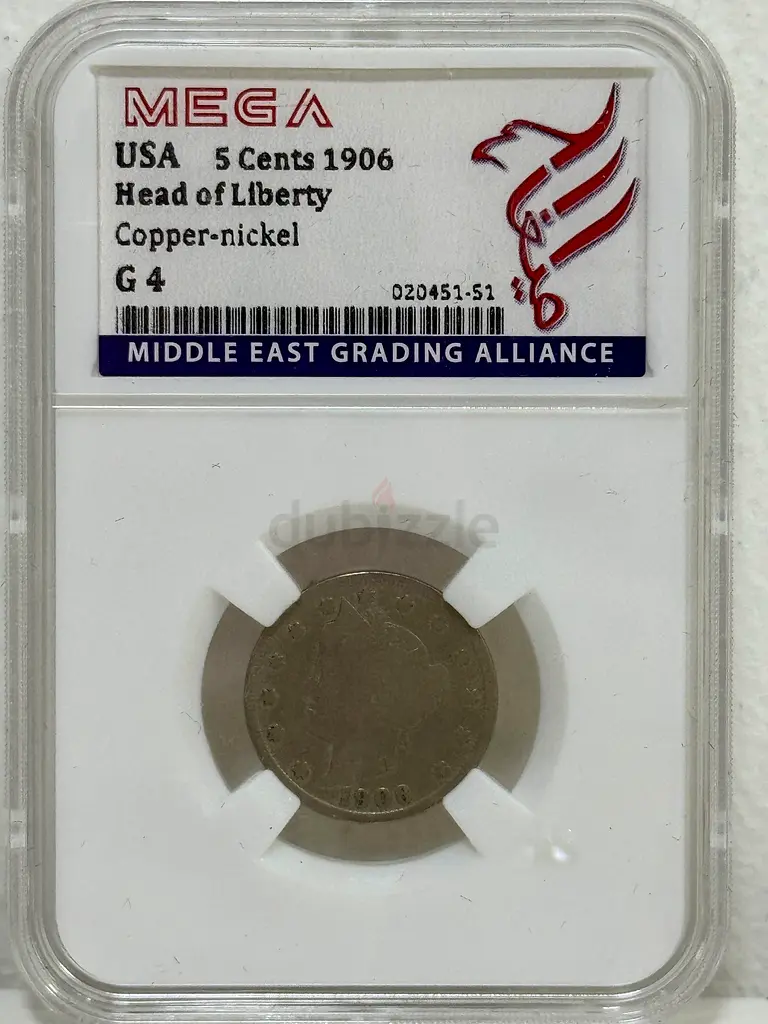 MEGA
USA 5 Cents 1906
Head of Liberty
Copper-nickel
G 4
020451-51
MIDDLE EAST GRADING ALLIANCE
dubizzle
1906